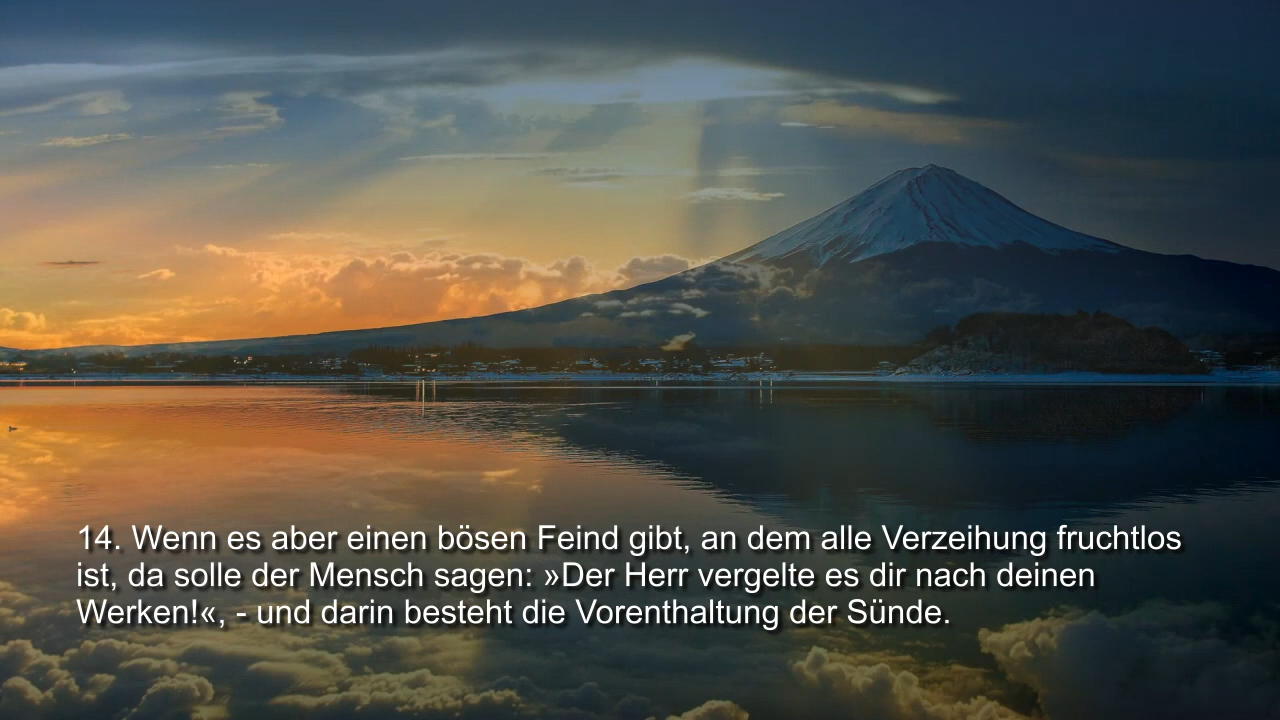 14. Wenn es aber einen bösen Feind gibt, an dem alle Verzeihung fruchtlos
ist, da solle der Mensch sagen: »Der Herr vergelte es dir nach deinen
Werken!«, - und darin besteht die Vorenthaltung der Sünde.